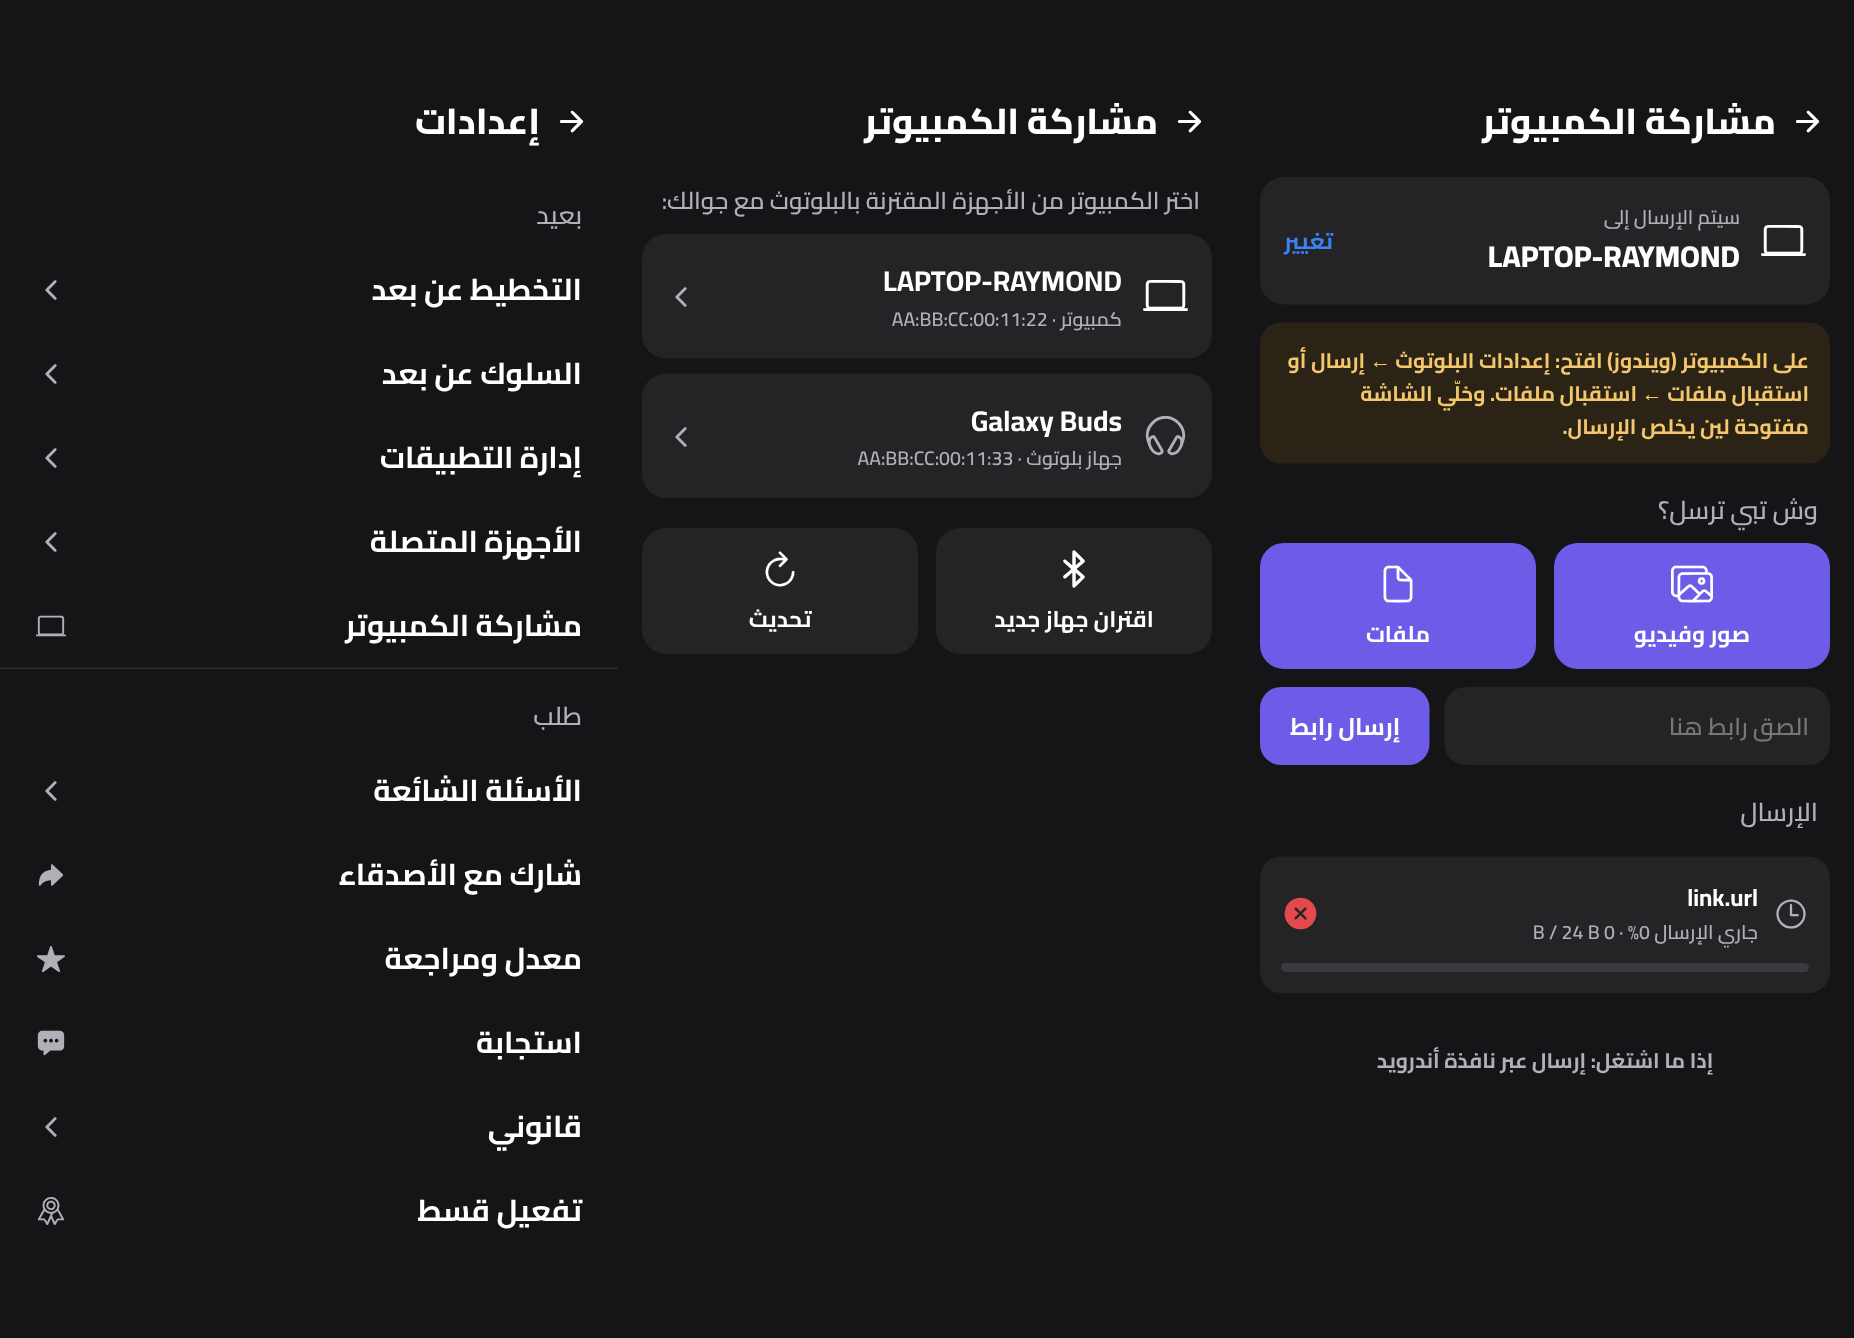 مشاركة الكمبيوتر
سيتم الإرسال إلى
LAPTOP-RAYMOND
تغيير
على الكمبيوتر (ويندوز) افتح: إعدادات البلوتوث ← إرسال أو
استقبال ملفات ← استقبال ملفات. وخلّي الشاشة
مفتوحة لين يخلص الإرسال.
وش تبي ترسل؟
صور وفيديو
ملفات
الصق رابط هنا
إرسال رابط
الإرسال
link.url
جاري الإرسال 0% · 0 B / 24 B
إذا ما اشتغل: إرسال عبر نافذة أندرويد
مشاركة الكمبيوتر
اختر الكمبيوتر من الأجهزة المقترنة بالبلوتوث مع جوالك:
LAPTOP-RAYMOND
كمبيوتر · AA:BB:CC:00:11:22
Galaxy Buds
جهاز بلوتوث · AA:BB:CC:00:11:33
اقتران جهاز جديد
تحديث
إعدادات
بعيد
التخطيط عن بعد
السلوك عن بعد
إدارة التطبيقات
الأجهزة المتصلة
مشاركة الكمبيوتر
طلب
الأسئلة الشائعة
شارك مع الأصدقاء
معدل ومراجعة
استجابة
قانوني
تفعيل قسط